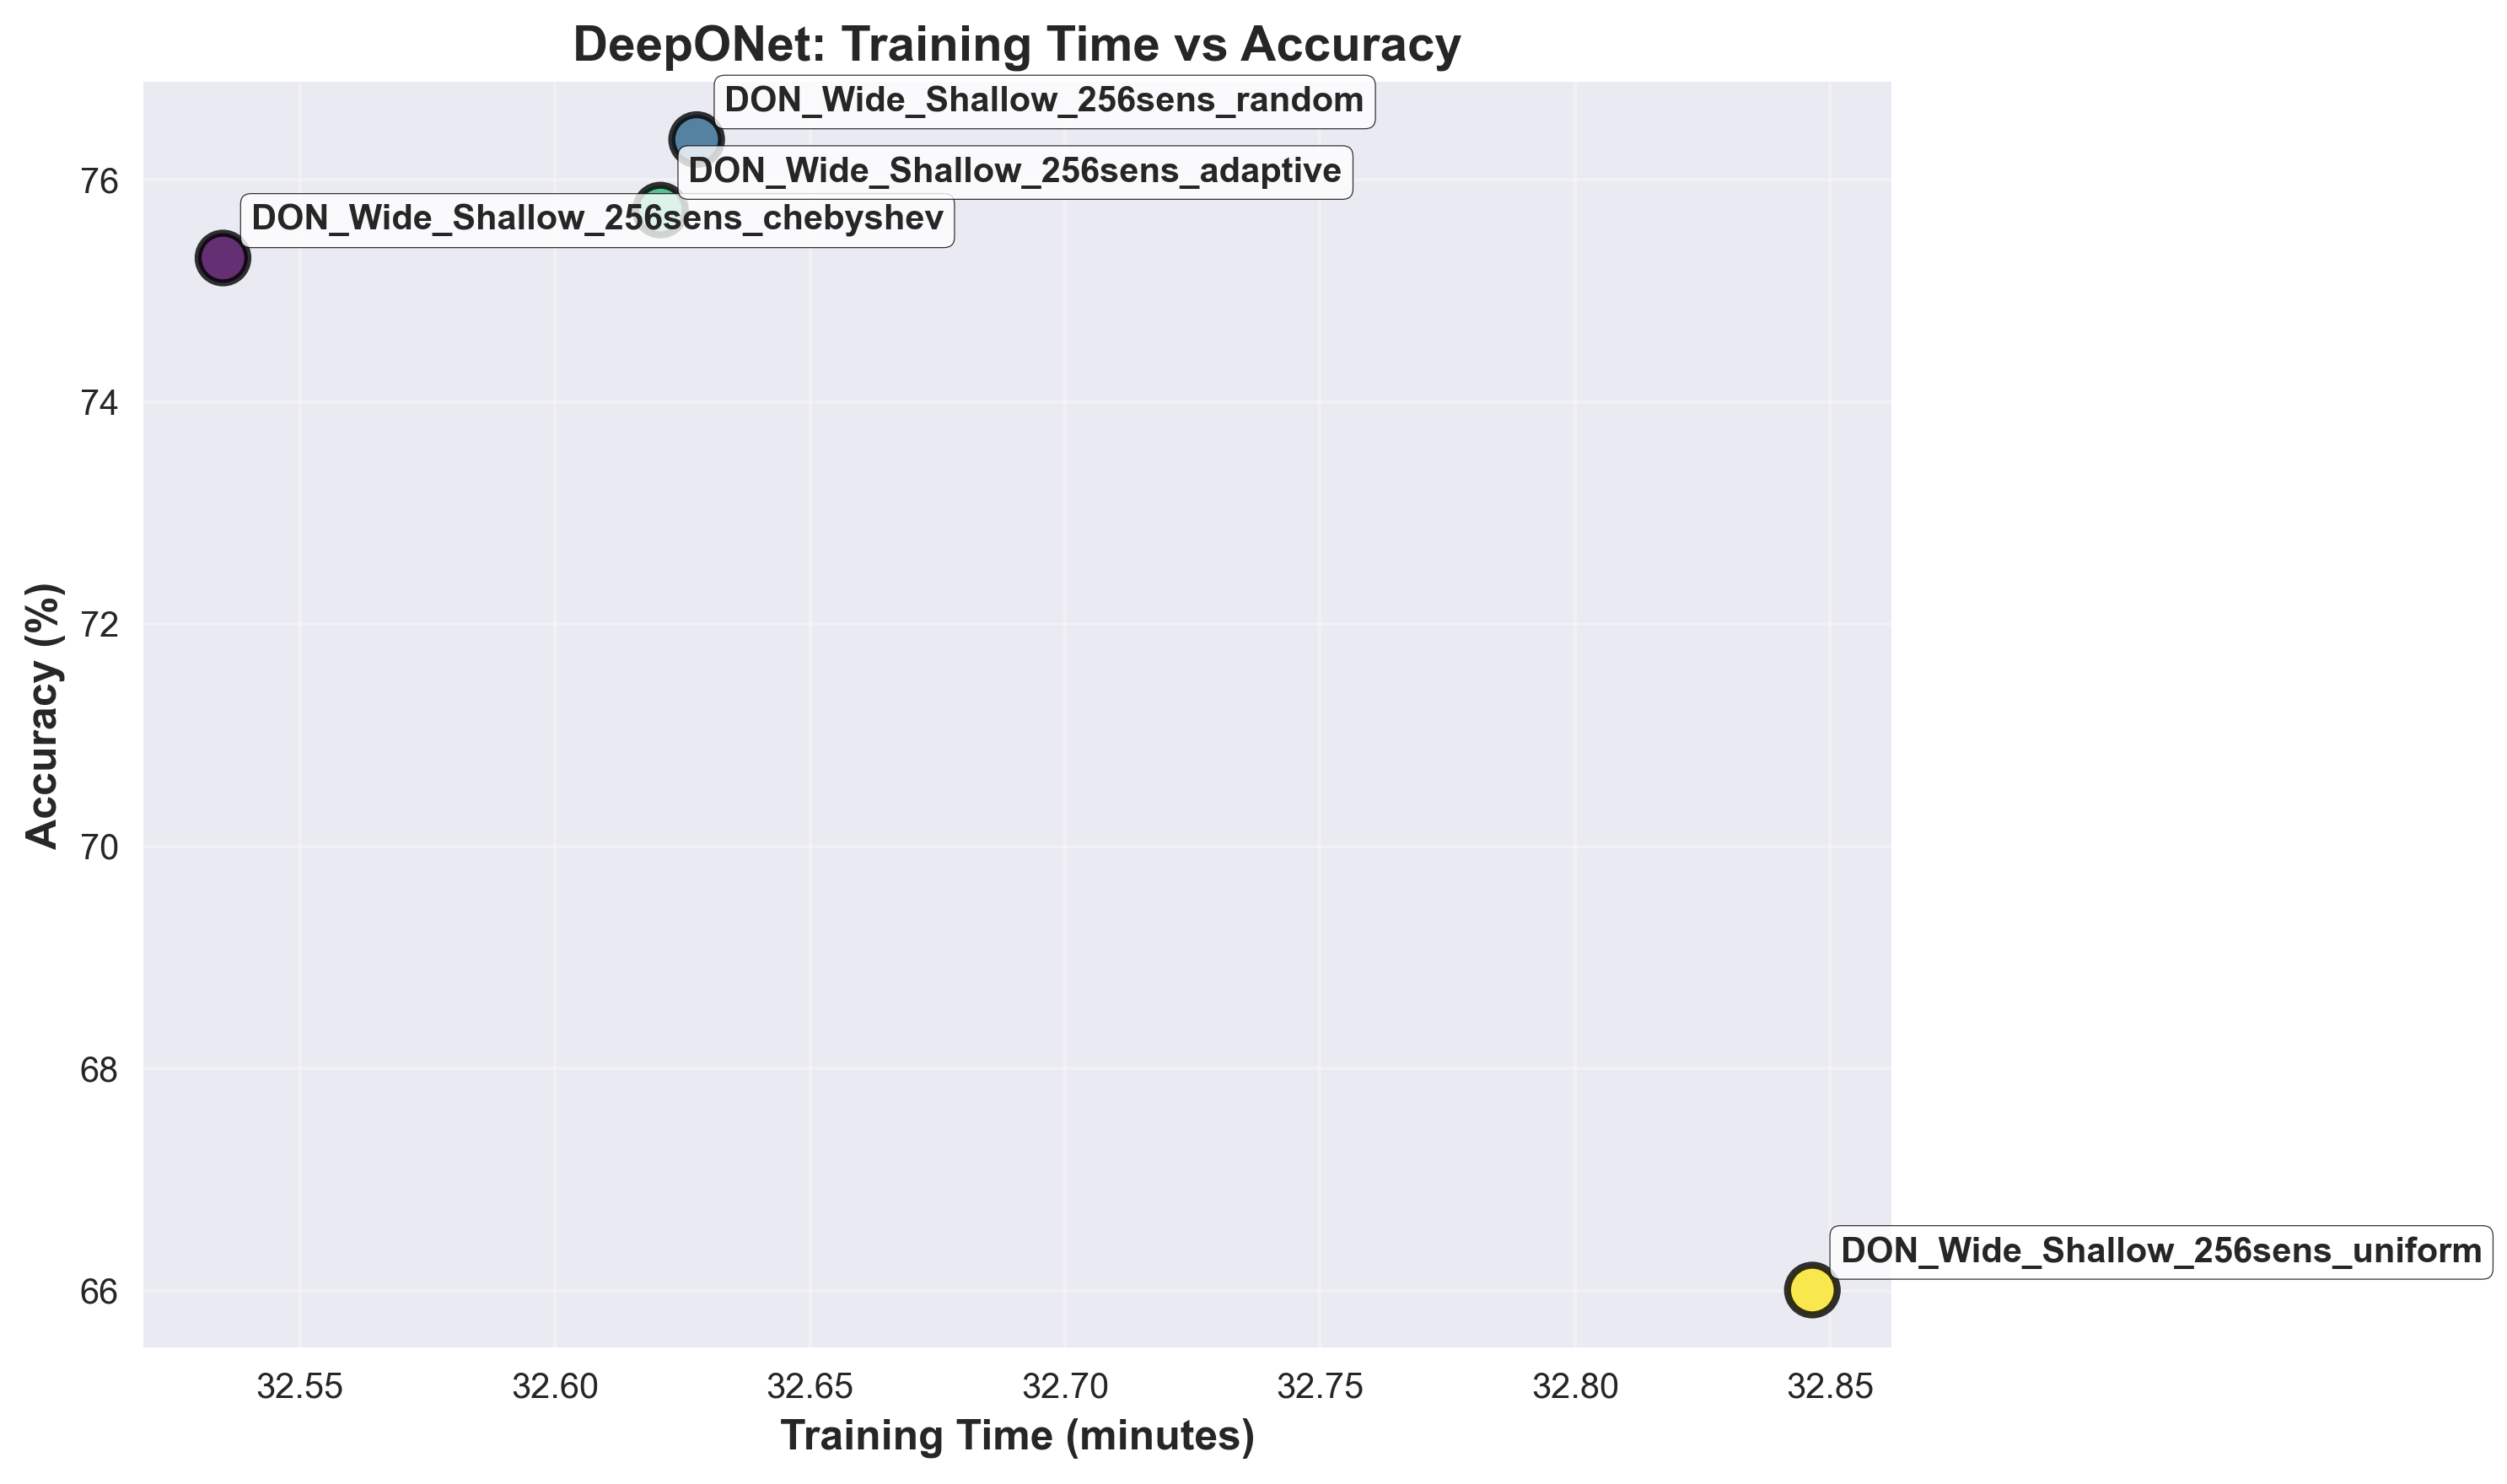 DeepONet: Training Time vs Accuracy
DON_Wide_Shallow_256sens_random
DON_Wide_Shallow_256sens_adaptive
DON_Wide_Shallow_256sens_chebyshev
DON_Wide_Shallow_256sens_uniform
Accuracy (%)
76
74
72
70
68
66
32.55
32.60
32.65
32.70
32.75
32.80
32.85
Training Time (minutes)